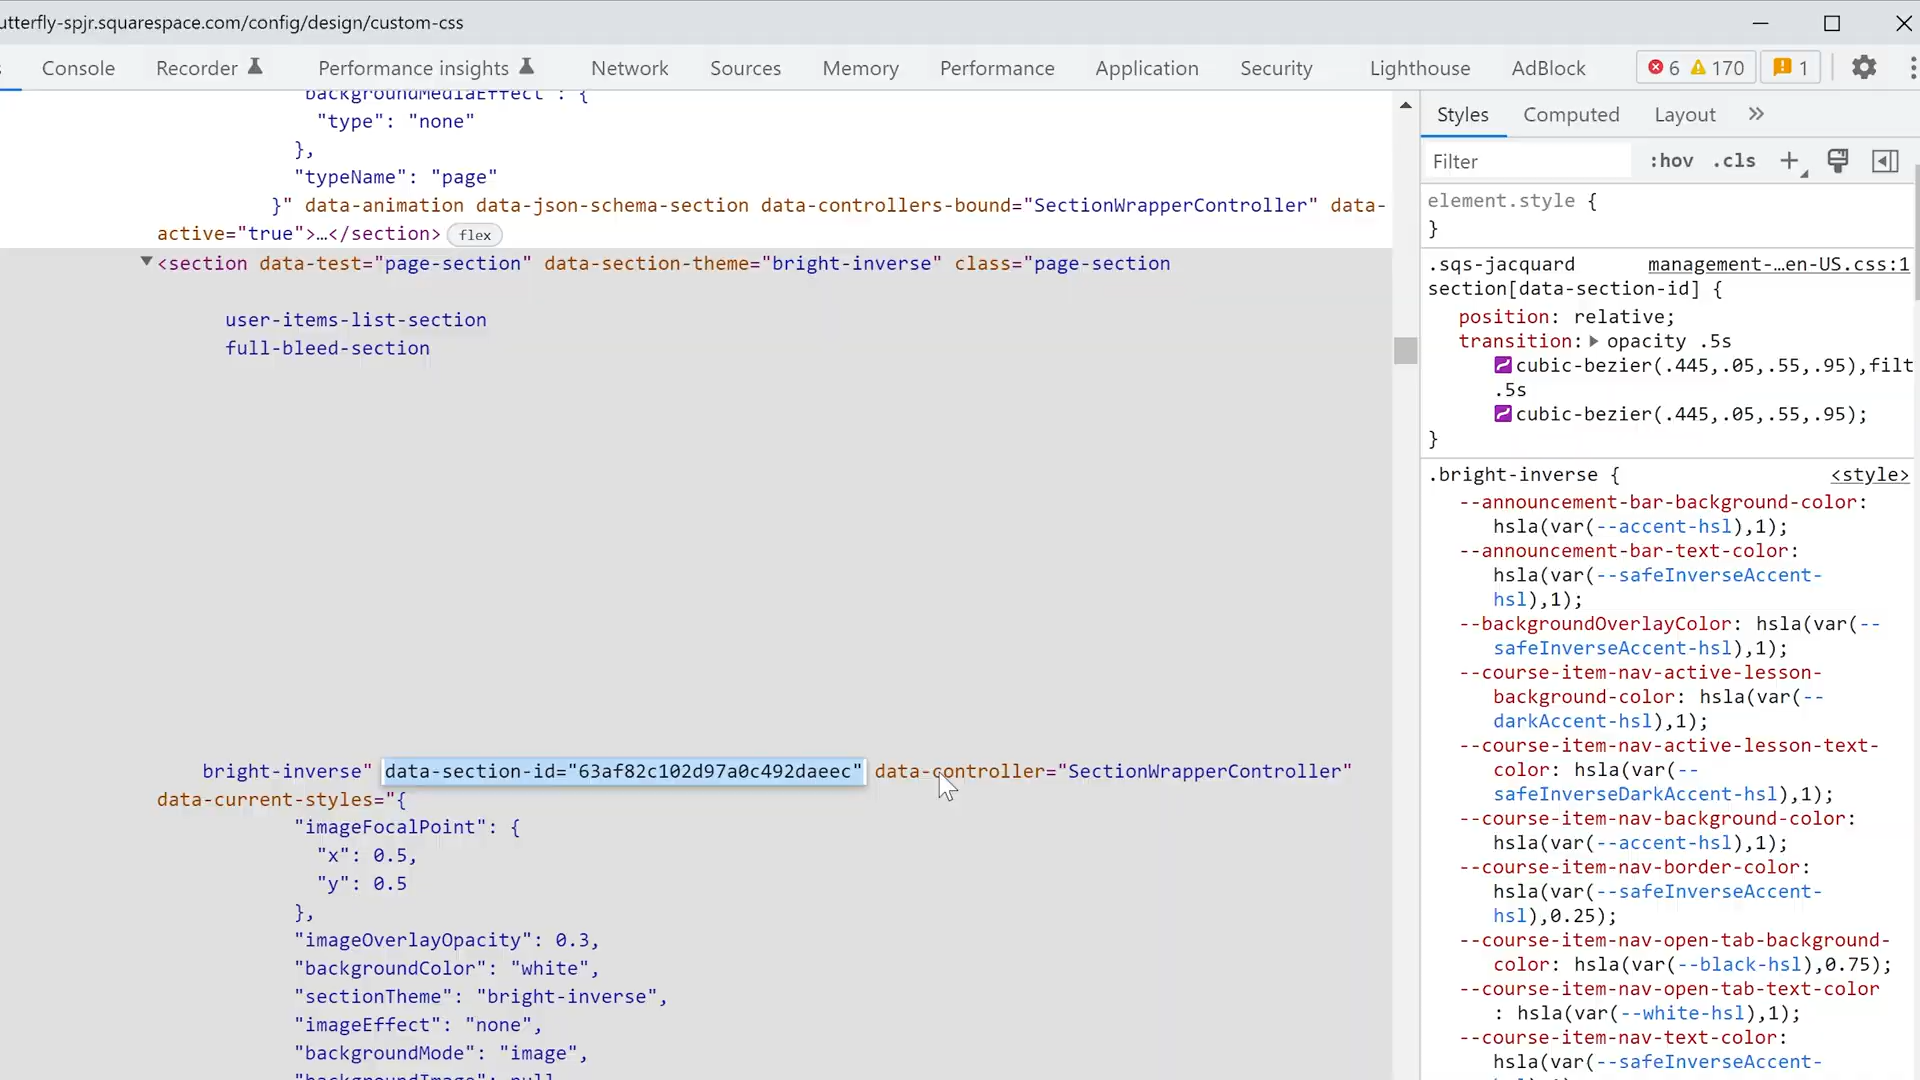 utterfly-spjr.squarespace.com/config/design/custom-css
Console Recorder Performance insights Network Sources Memory Performance Application Security Lighthouse AdBlock 6 170 1
backgroundMediaEffect": {
"type": "none"
},
"typeName": "page"
}" data-animation data-json-schema-section data-controllers-bound="SectionWrapperController" data-
active="true">…</section> flex
<section data-test="page-section" data-section-theme="bright-inverse" class="page-section
user-items-list-section
full-bleed-section
bright-inverse" data-section-id="63af82c102d97a0c492daeec" data-controller="SectionWrapperController"
data-current-styles="{
"imageFocalPoint": {
"x": 0.5,
"y": 0.5
},
"imageOverlayOpacity": 0.3,
"backgroundColor": "white",
"sectionTheme": "bright-inverse",
"imageEffect": "none",
"backgroundMode": "image",
"backgroundImage": null
Styles Computed Layout »
Filter :hov .cls +
element.style {
}
.sqs-jacquard management-…en-US.css:1
section[data-section-id] {
position: relative;
transition: opacity .5s
cubic-bezier(.445,.05,.55,.95),filt
.5s
cubic-bezier(.445,.05,.55,.95);
}
.bright-inverse { <style>
--announcement-bar-background-color:
hsla(var(--accent-hsl),1);
--announcement-bar-text-color:
hsla(var(--safeInverseAccent-
hsl),1);
--backgroundOverlayColor: hsla(var(--
safeInverseAccent-hsl),1);
--course-item-nav-active-lesson-
background-color: hsla(var(--
darkAccent-hsl),1);
--course-item-nav-active-lesson-text-
color: hsla(var(--
safeInverseDarkAccent-hsl),1);
--course-item-nav-background-color:
hsla(var(--accent-hsl),1);
--course-item-nav-border-color:
hsla(var(--safeInverseAccent-
hsl),0.25);
--course-item-nav-open-tab-background-
color: hsla(var(--black-hsl),0.75);
--course-item-nav-open-tab-text-color
: hsla(var(--white-hsl),1);
--course-item-nav-text-color:
hsla(var(--safeInverseAccent-